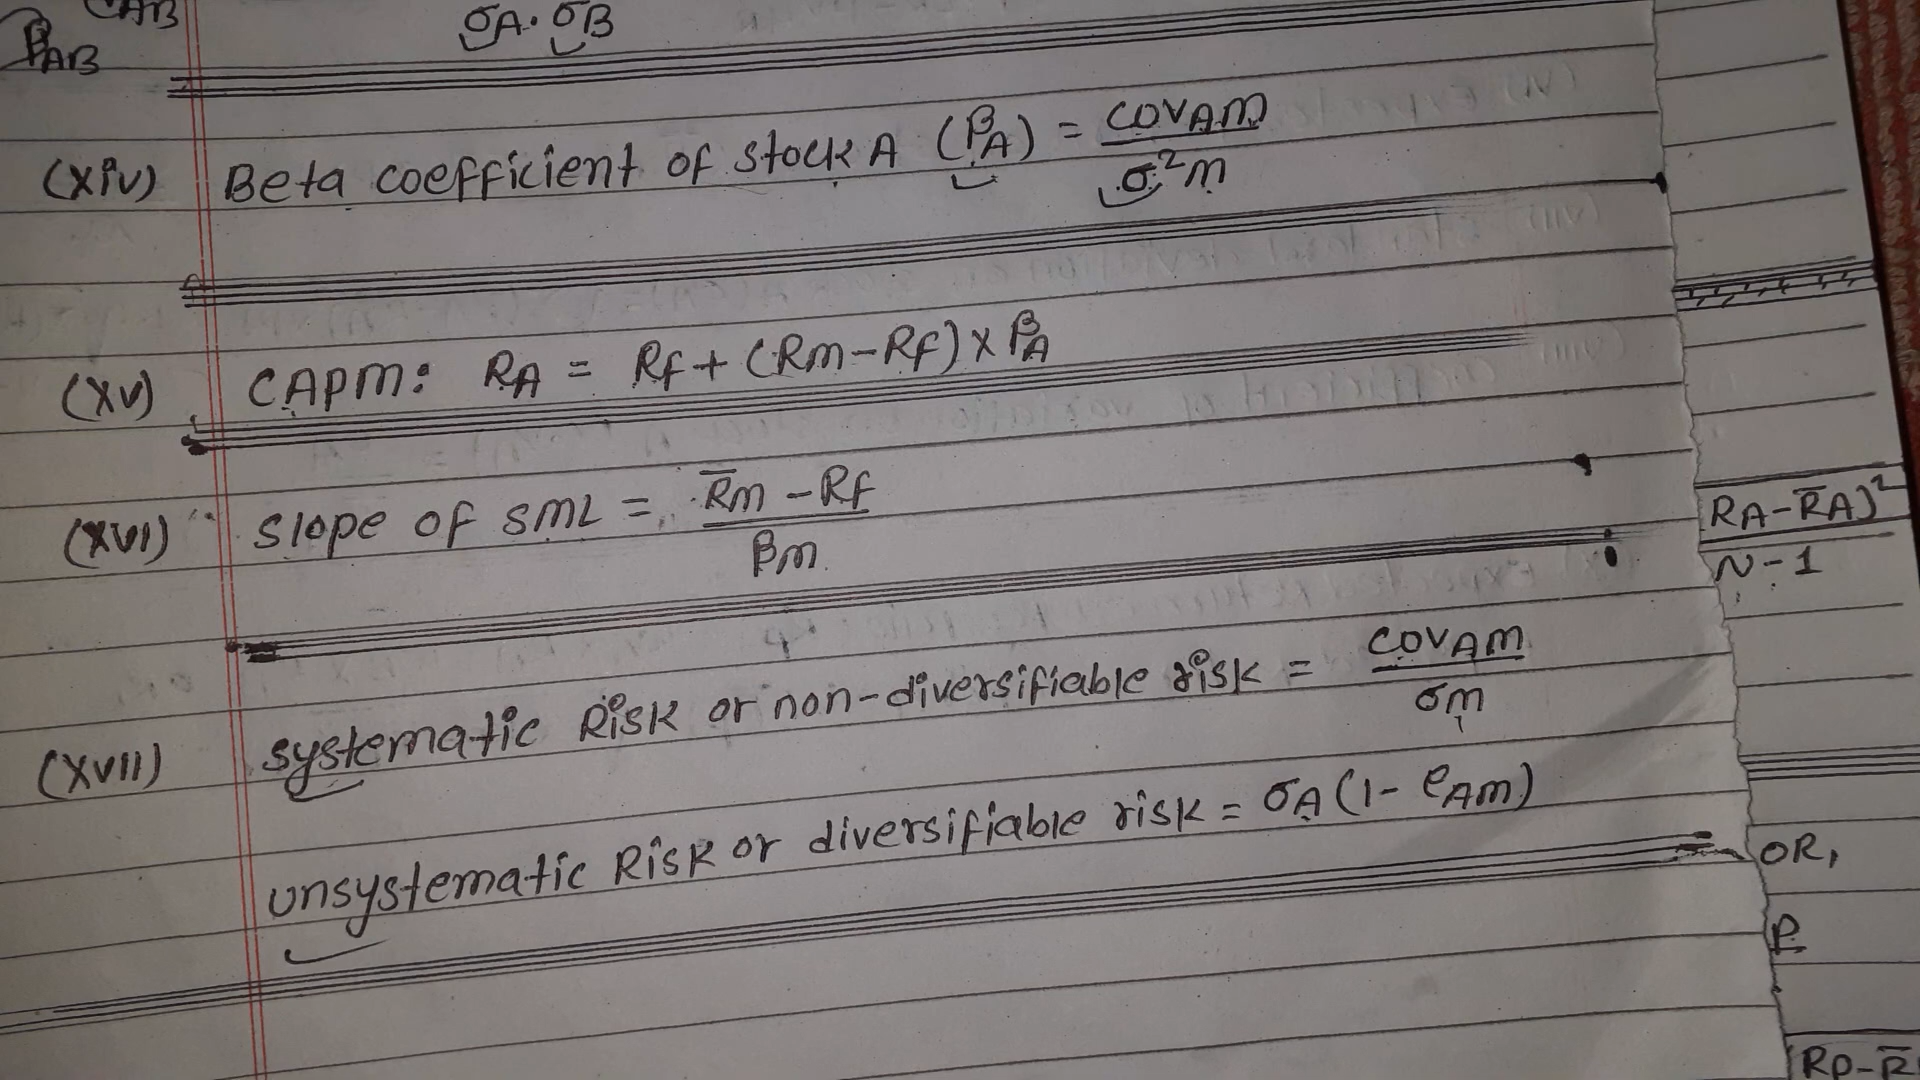 σA.σB
PAB
(xiv) Beta coefficient of stock A (βA) = COVAM / σ²m
(xv) CAPM: RA = Rf + (Rm-Rf) x βA
(xvi) slope of SML = R̅m - Rf / βm
RA - R̅A)² / N-1
(xvii) systematic Risk or non-diversifiable risk = COVAM / σm
unsystematic Risk or diversifiable risk = σA (1- ρAm)
OR,
Rp-R̅